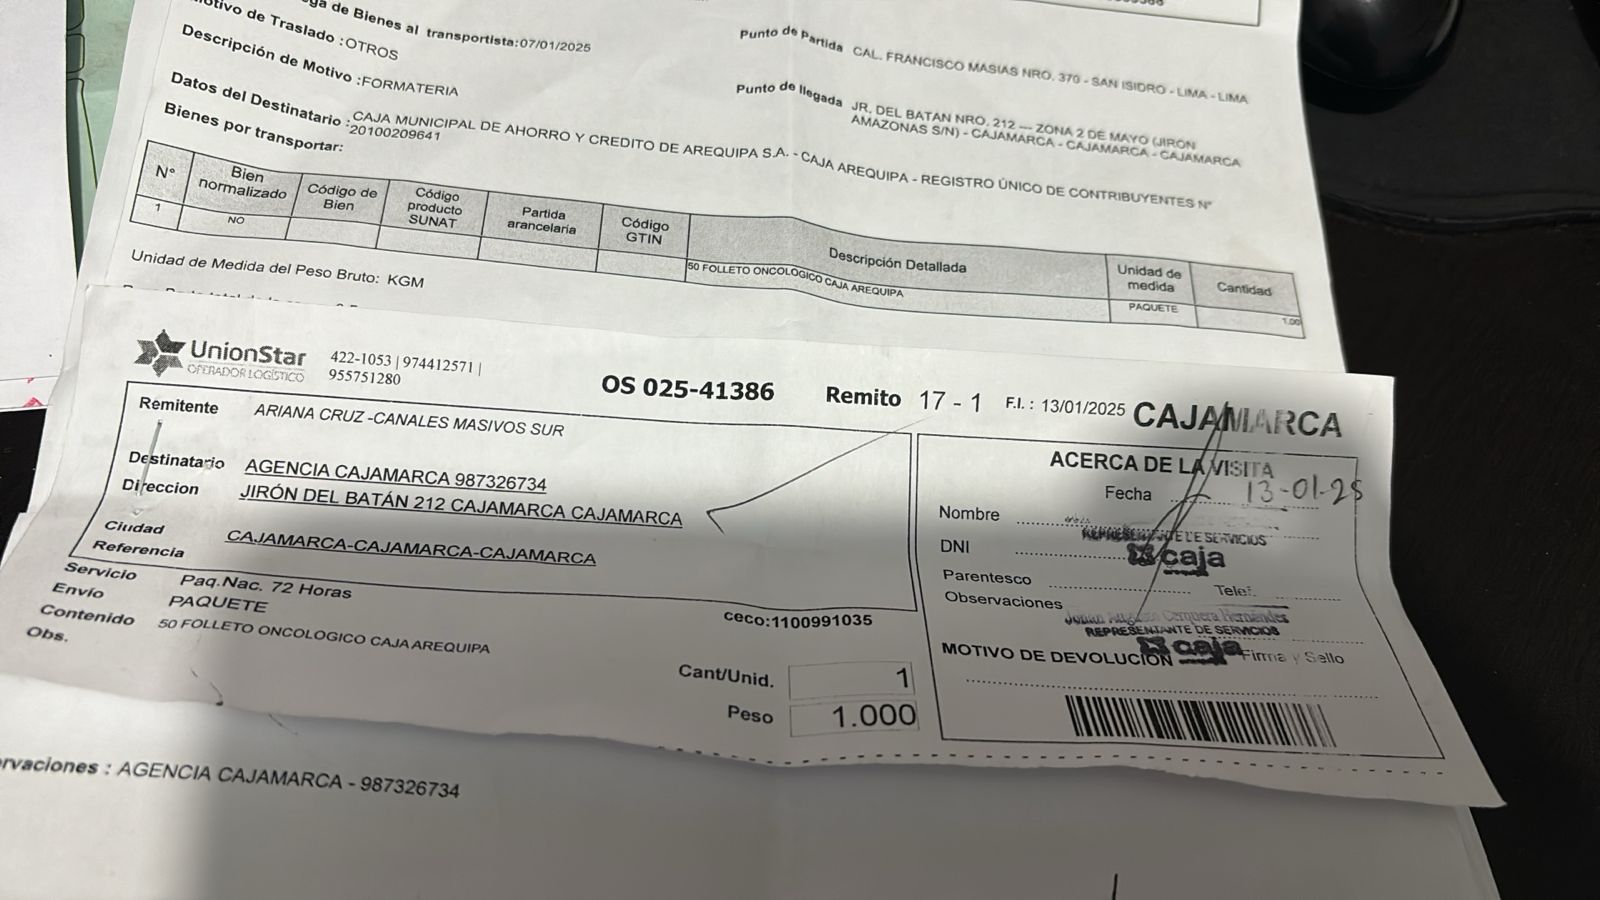 de Bienes al transportista:07/01/2025
Motivo de Traslado :OTROS
Descripción de Motivo :FORMATERIA
Punto de Partida CAL. FRANCISCO MASIAS NRO. 370 - SAN ISIDRO - LIMA - LIMA
Punto de llegada JR. DEL BATAN NRO. 212 --- ZONA 2 DE MAYO (JIRÓN
AMAZONAS S/N) - CAJAMARCA - CAJAMARCA - CAJAMARCA
Datos del Destinatario : CAJA MUNICIPAL DE AHORRO Y CREDITO DE AREQUIPA S.A. - CAJA AREQUIPA - REGISTRO ÚNICO DE CONTRIBUYENTES N°
20100209641
Bienes por transportar:
N° Bien normalizado Código de Bien Código producto SUNAT Partida arancelaria Código GTIN Descripción Detallada Unidad de medida Cantidad
1 NO 50 FOLLETO ONCOLOGICO CAJA AREQUIPA PAQUETE 1.00
Unidad de Medida del Peso Bruto: KGM
UnionStar
OPERADOR LOGÍSTICO
422-1053 | 974412571 |
955751280
OS 025-41386
Remito 17 - 1
F.I. : 13/01/2025
CAJAMARCA
Remitente ARIANA CRUZ -CANALES MASIVOS SUR
Destinatario AGENCIA CAJAMARCA 987326734
Direccion JIRÓN DEL BATÁN 212 CAJAMARCA CAJAMARCA
Ciudad CAJAMARCA-CAJAMARCA-CAJAMARCA
Referencia
Servicio Paq.Nac. 72 Horas
Envío PAQUETE
Contenido 50 FOLLETO ONCOLOGICO CAJA AREQUIPA
Obs.
ceco:1100991035
Cant/Unid. 1
Peso 1.000
ACERCA DE LA VISITA
Fecha 13-01-25
Nombre
REPRESENTANTE DE SERVICIOS
DNI
caja
Parentesco
Telef.
Observaciones
REPRESENTANTE DE SERVICIOS
caja
MOTIVO DE DEVOLUCIÓN
Firma y Sello
rvaciones : AGENCIA CAJAMARCA - 987326734